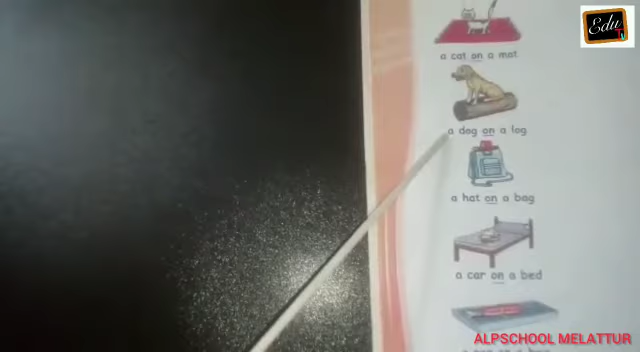 Edu
a cat on a mat
a dog on a log
a hat on a bag
a car on a bed
ALPSCHOOL MELATTUR